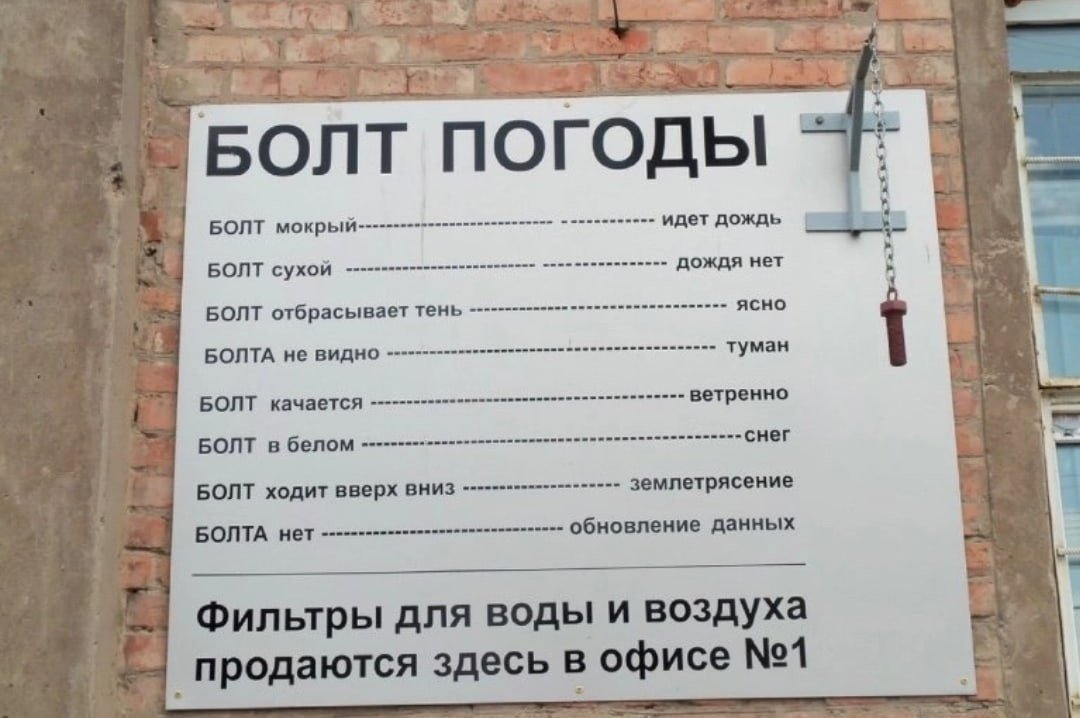 БОЛТ ПОГОДЫ
БОЛТ мокрый--------------------- ----------- идет дождь
БОЛТ сухой --------------------- -------------- дождя нет
БОЛТ отбрасывает тень ---------------------------- ясно
БОЛТА не видно ------------------------------------ туман
БОЛТ качается ----------------------------------- ветренно
БОЛТ в белом ------------------------------------------снег
БОЛТ ходит вверх вниз ----------------- землетрясение
БОЛТА нет -------------------------- обновление данных
Фильтры для воды и воздуха
продаются здесь в офисе №1